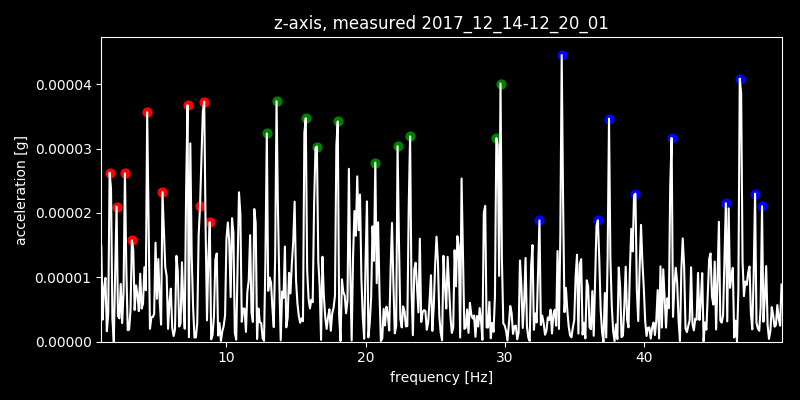 z-axis, measured 2017_12_14-12_20_01
acceleration [g]
0.00004
0.00003
0.00002
0.00001
0.00000
10 20 30 40
frequency [Hz]